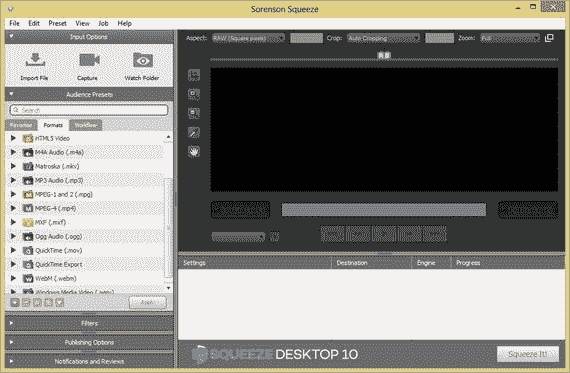 Sorenson Squeeze
File Edit Preset View Job Help
Input Options
Import File Capture Watch Folder
Audience Presets
Search
Favorites Formats Workflow
HTML5 Video
M4A Audio (.m4a)
Matroska (.mkv)
MP3 Audio (.mp3)
MPEG-1 and 2 (.mpg)
MPEG-4 (.mp4)
MXF (.mxf)
Ogg Audio (.ogg)
QuickTime (.mov)
QuickTime Export
WebM (.webm)
Windows Media Video (.wmv)
Apply
Filters
Publishing Options
Notifications and Reviews
Aspect: RAW (Square pixels) Crop: Auto Cropping Zoom: Full
Settings Destination Engine Progress
SQUEEZE DESKTOP 10
Squeeze It!